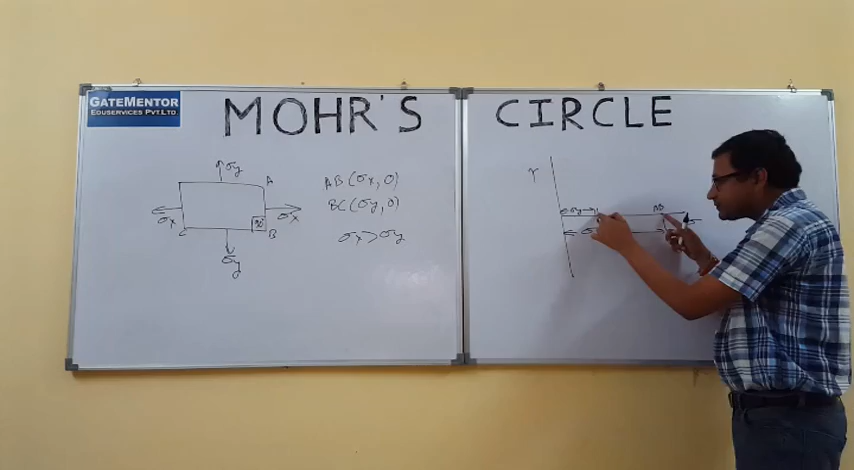 GATEMENTOR
EDUSERVICES PVT.LTD.
MOHR'S CIRCLE
σy
A
σx
σx
90°
C
B
σy
AB (σx, 0)
BC (σy, 0)
σx > σy
τ
σy
AB
σ